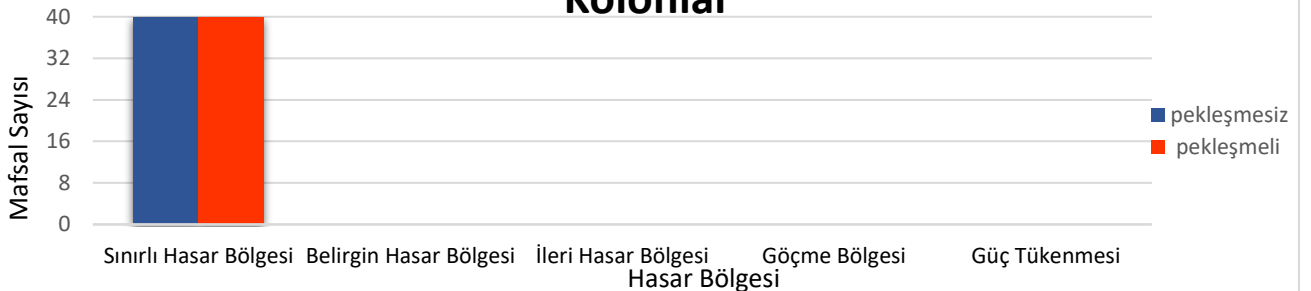 Kolonlar
Mafsal Sayısı
40
32
24
16
8
0
Sınırlı Hasar Bölgesi Belirgin Hasar Bölgesi İleri Hasar Bölgesi Göçme Bölgesi Güç Tükenmesi
Hasar Bölgesi
pekleşmesiz
pekleşmeli